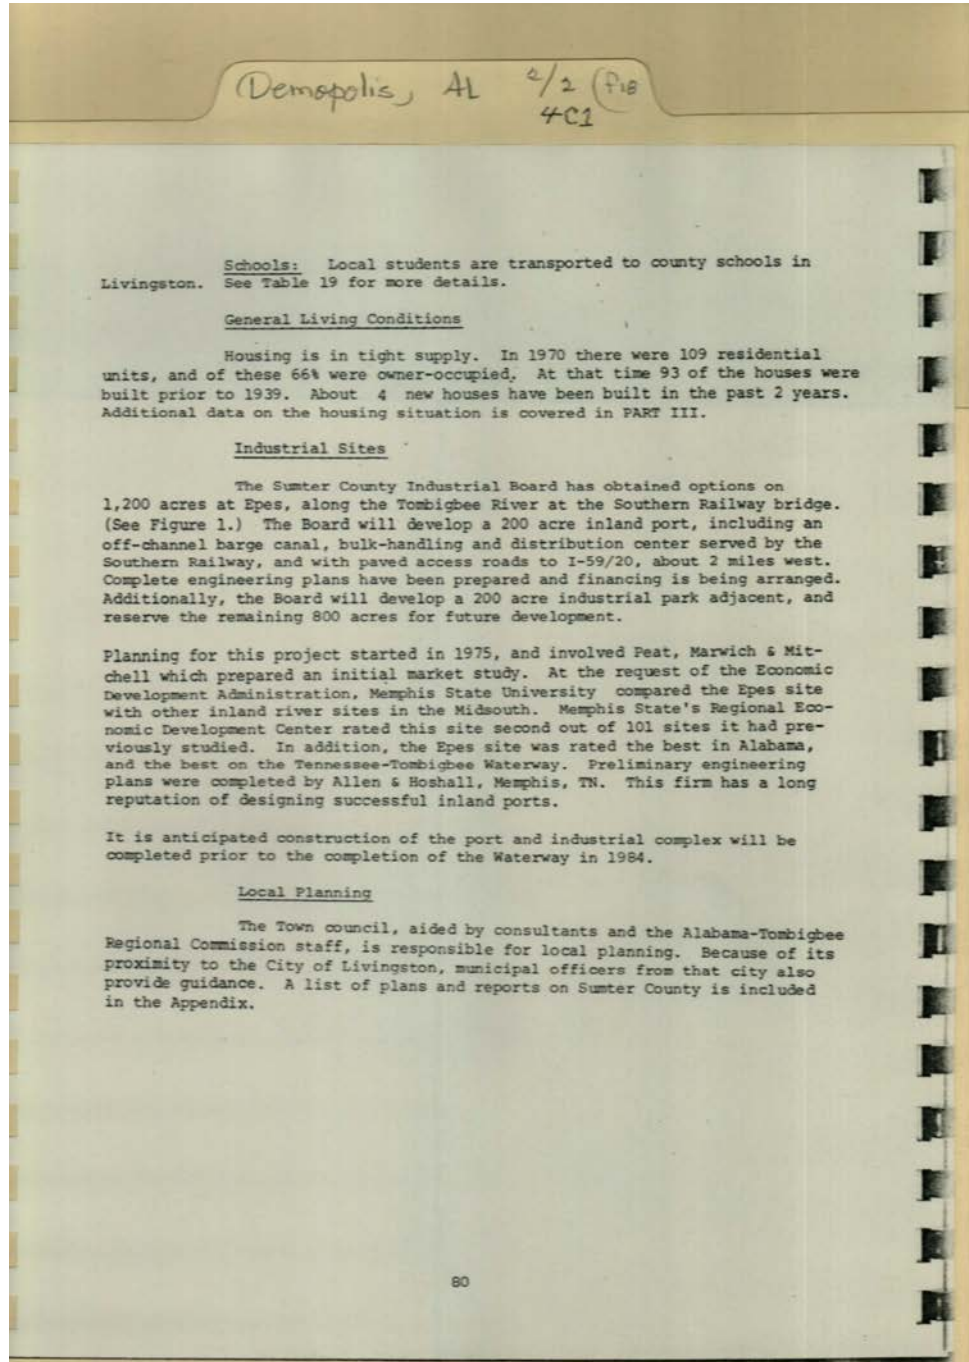 Demopolis, AL 2/2 (f18
4C1
Schools: Local students are transported to county schools in
Livingston. See Table 19 for more details.
General Living Conditions
Housing is in tight supply. In 1970 there were 109 residential
units, and of these 66% were owner-occupied. At that time 93 of the houses were
built prior to 1939. About 4 new houses have been built in the past 2 years.
Additional data on the housing situation is covered in PART III.
Industrial Sites
The Sumter County Industrial Board has obtained options on
1,200 acres at Epes, along the Tombigbee River at the Southern Railway bridge.
(See Figure 1.) The Board will develop a 200 acre inland port, including an
off-channel barge canal, bulk-handling and distribution center served by the
Southern Railway, and with paved access roads to I-59/20, about 2 miles west.
Complete engineering plans have been prepared and financing is being arranged.
Additionally, the Board will develop a 200 acre industrial park adjacent, and
reserve the remaining 800 acres for future development.
Planning for this project started in 1975, and involved Peat, Marwich & Mit-
chell which prepared an initial market study. At the request of the Economic
Development Administration, Memphis State University compared the Epes site
with other inland river sites in the Midsouth. Memphis State's Regional Eco-
nomic Development Center rated this site second out of 101 sites it had pre-
viously studied. In addition, the Epes site was rated the best in Alabama,
and the best on the Tennessee-Tombigbee Waterway. Preliminary engineering
plans were completed by Allen & Hoshall, Memphis, TN. This firm has a long
reputation of designing successful inland ports.
It is anticipated construction of the port and industrial complex will be
completed prior to the completion of the Waterway in 1984.
Local Planning
The Town council, aided by consultants and the Alabama-Tombigbee
Regional Commission staff, is responsible for local planning. Because of its
proximity to the City of Livingston, municipal officers from that city also
provide guidance. A list of plans and reports on Sumter County is included
in the Appendix.
80